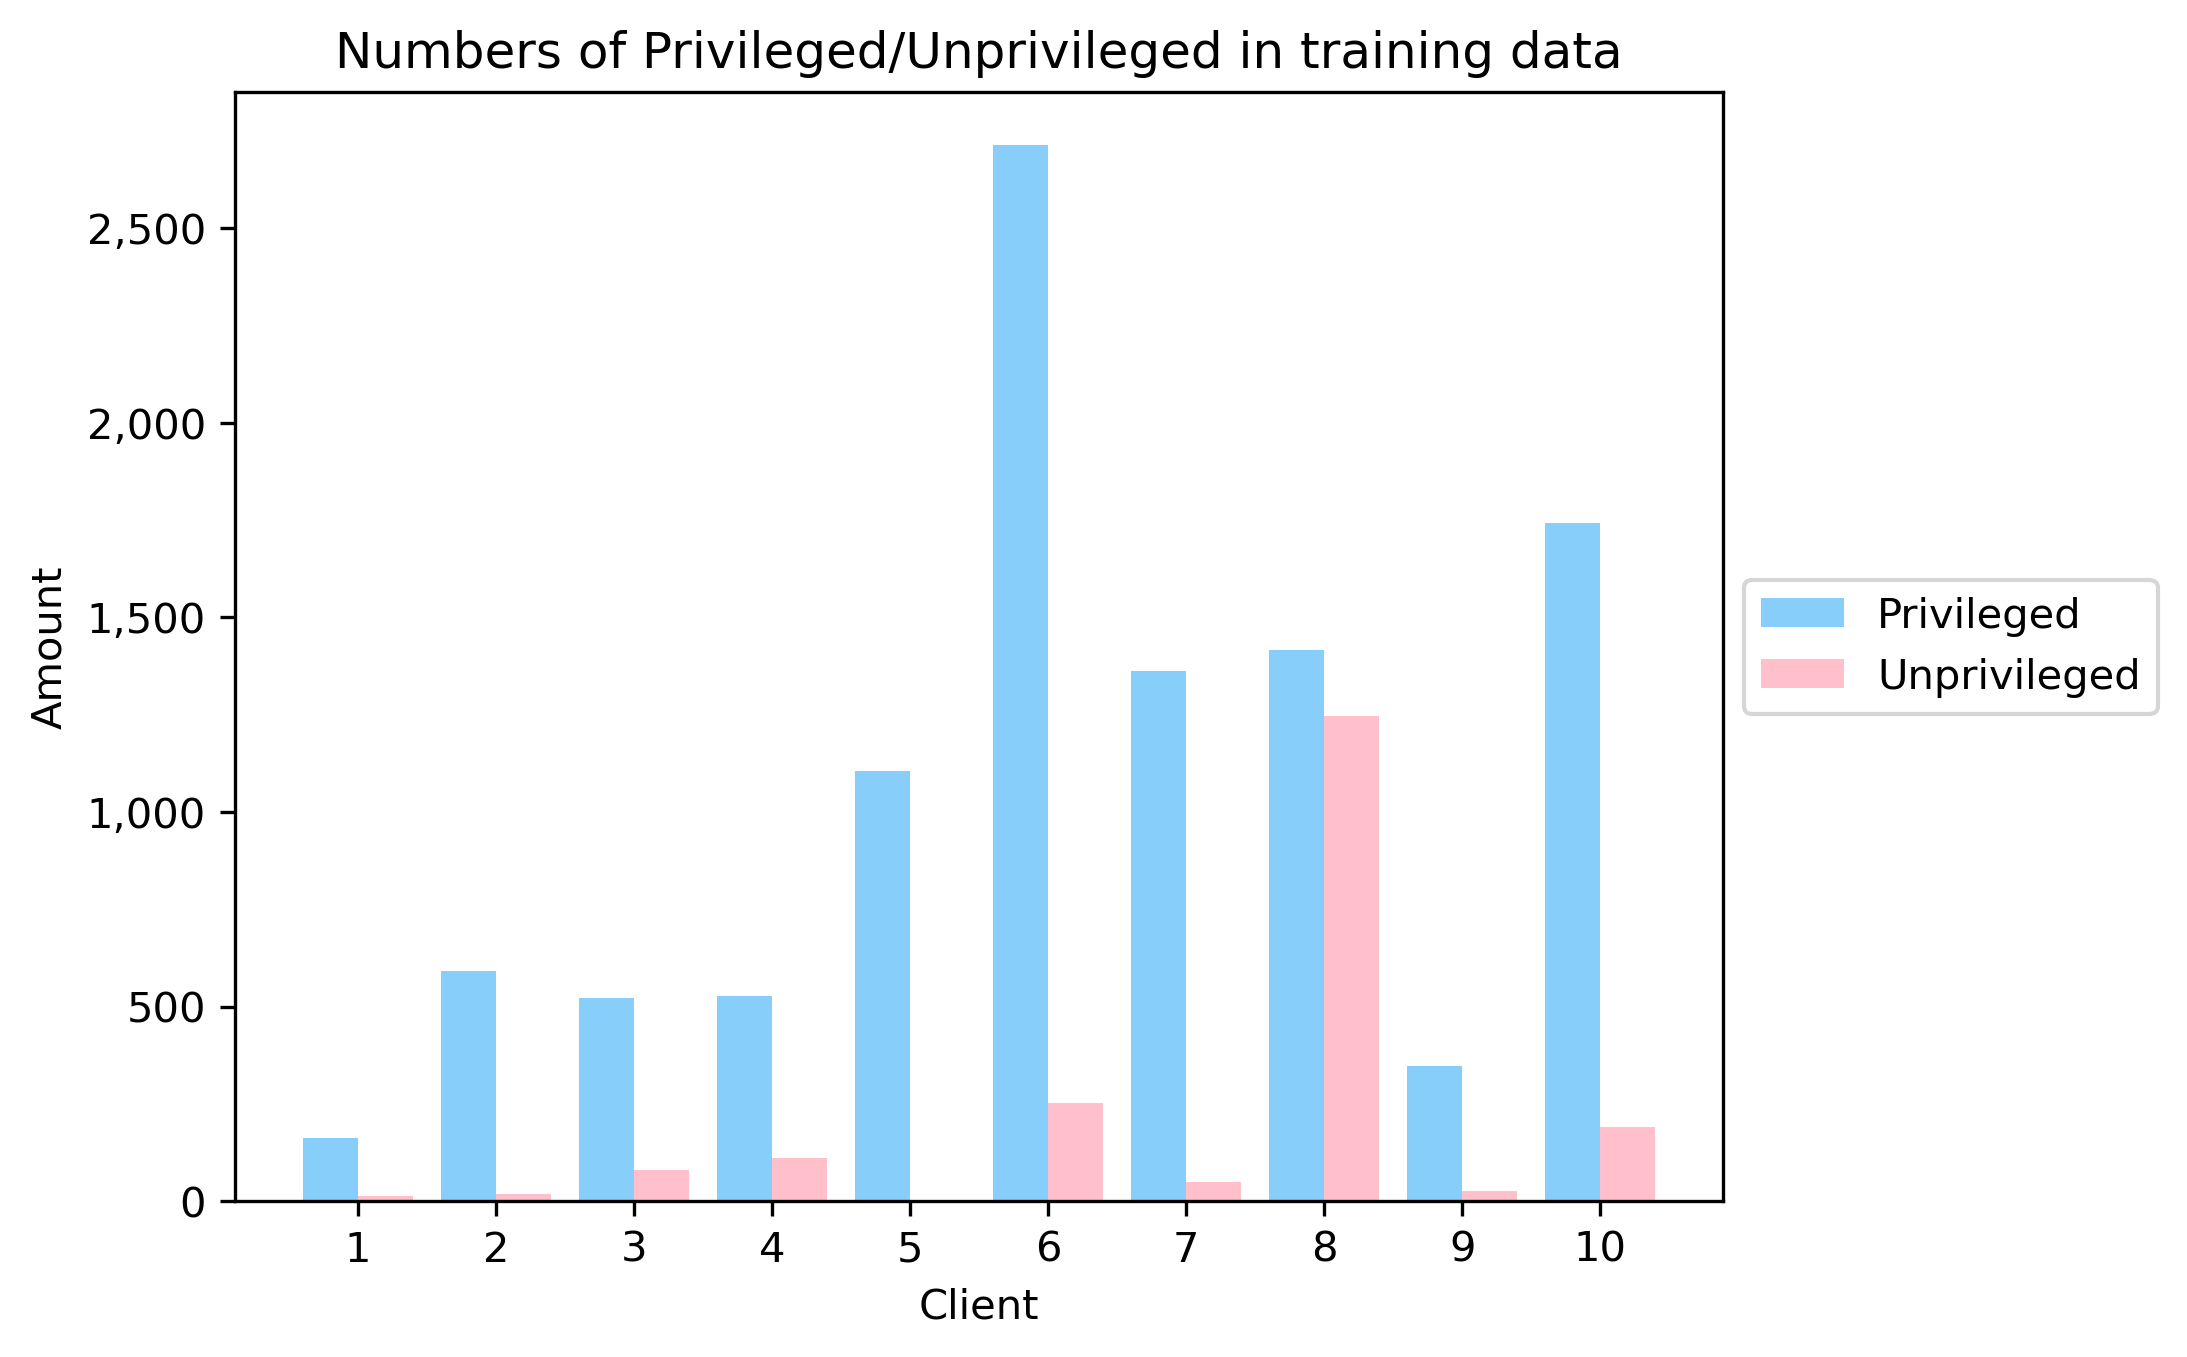 Numbers of Privileged/Unprivileged in training data
2,500
2,000
1,500
1,000
500
0
Amount
1 2 3 4 5 6 7 8 9 10
Client
Privileged
Unprivileged